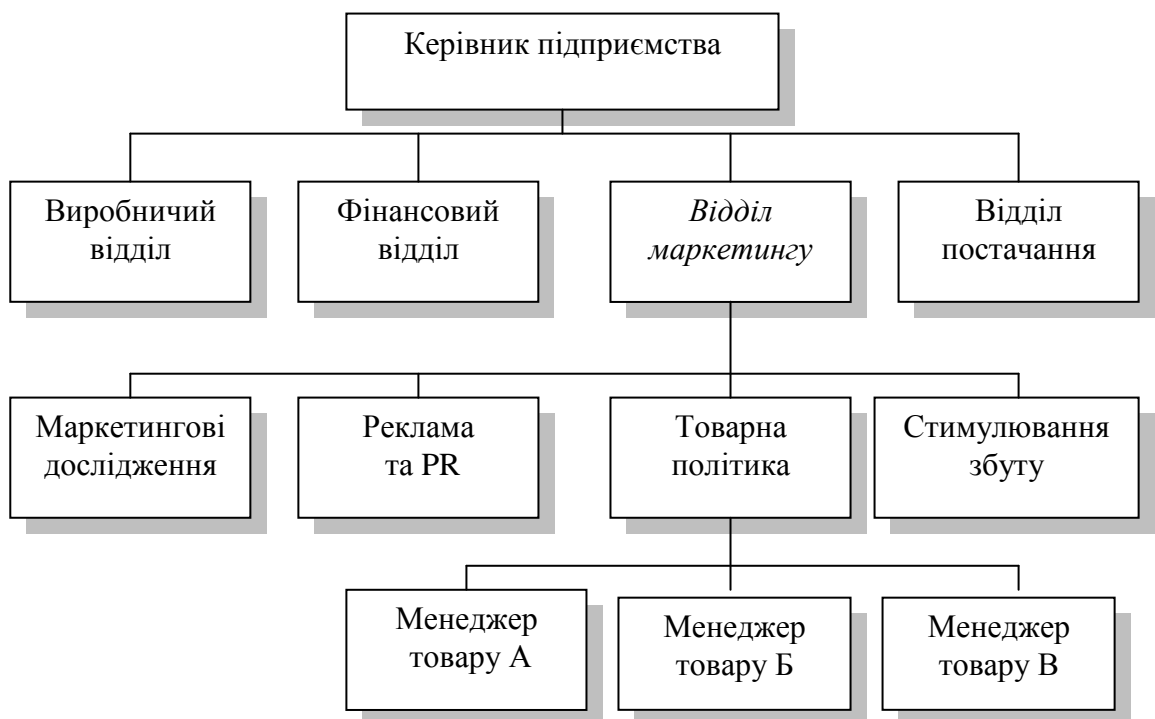 Керівник підприємства
Виробничий
відділ
Фінансовий
відділ
Відділ
маркетингу
Відділ
постачання
Маркетингові
дослідження
Реклама
та PR
Товарна
політика
Стимулювання
збуту
Менеджер
товару А
Менеджер
товару Б
Менеджер
товару В